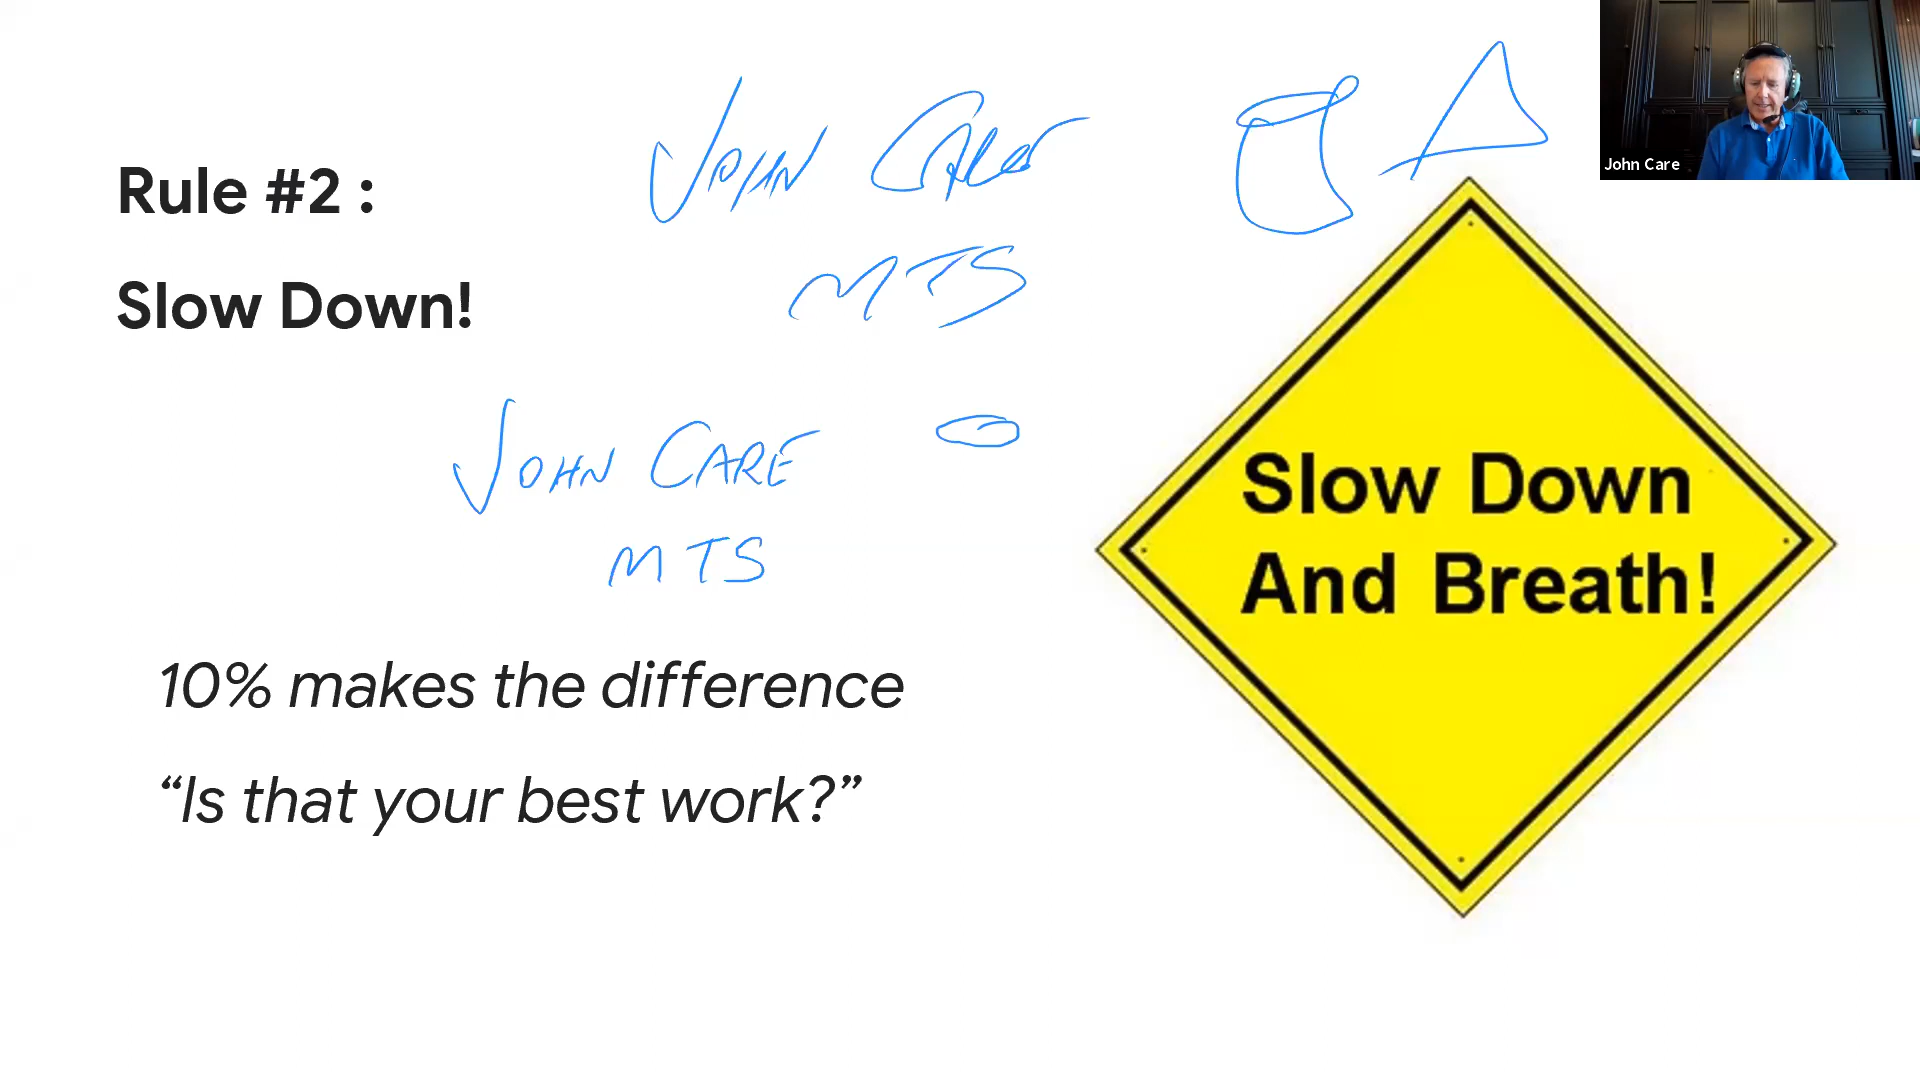 JOHN CARE
MTS
John Care
Rule #2 :
Slow Down!
JOHN CARE
MTS
Slow Down
And Breath!
10% makes the difference
“Is that your best work?”